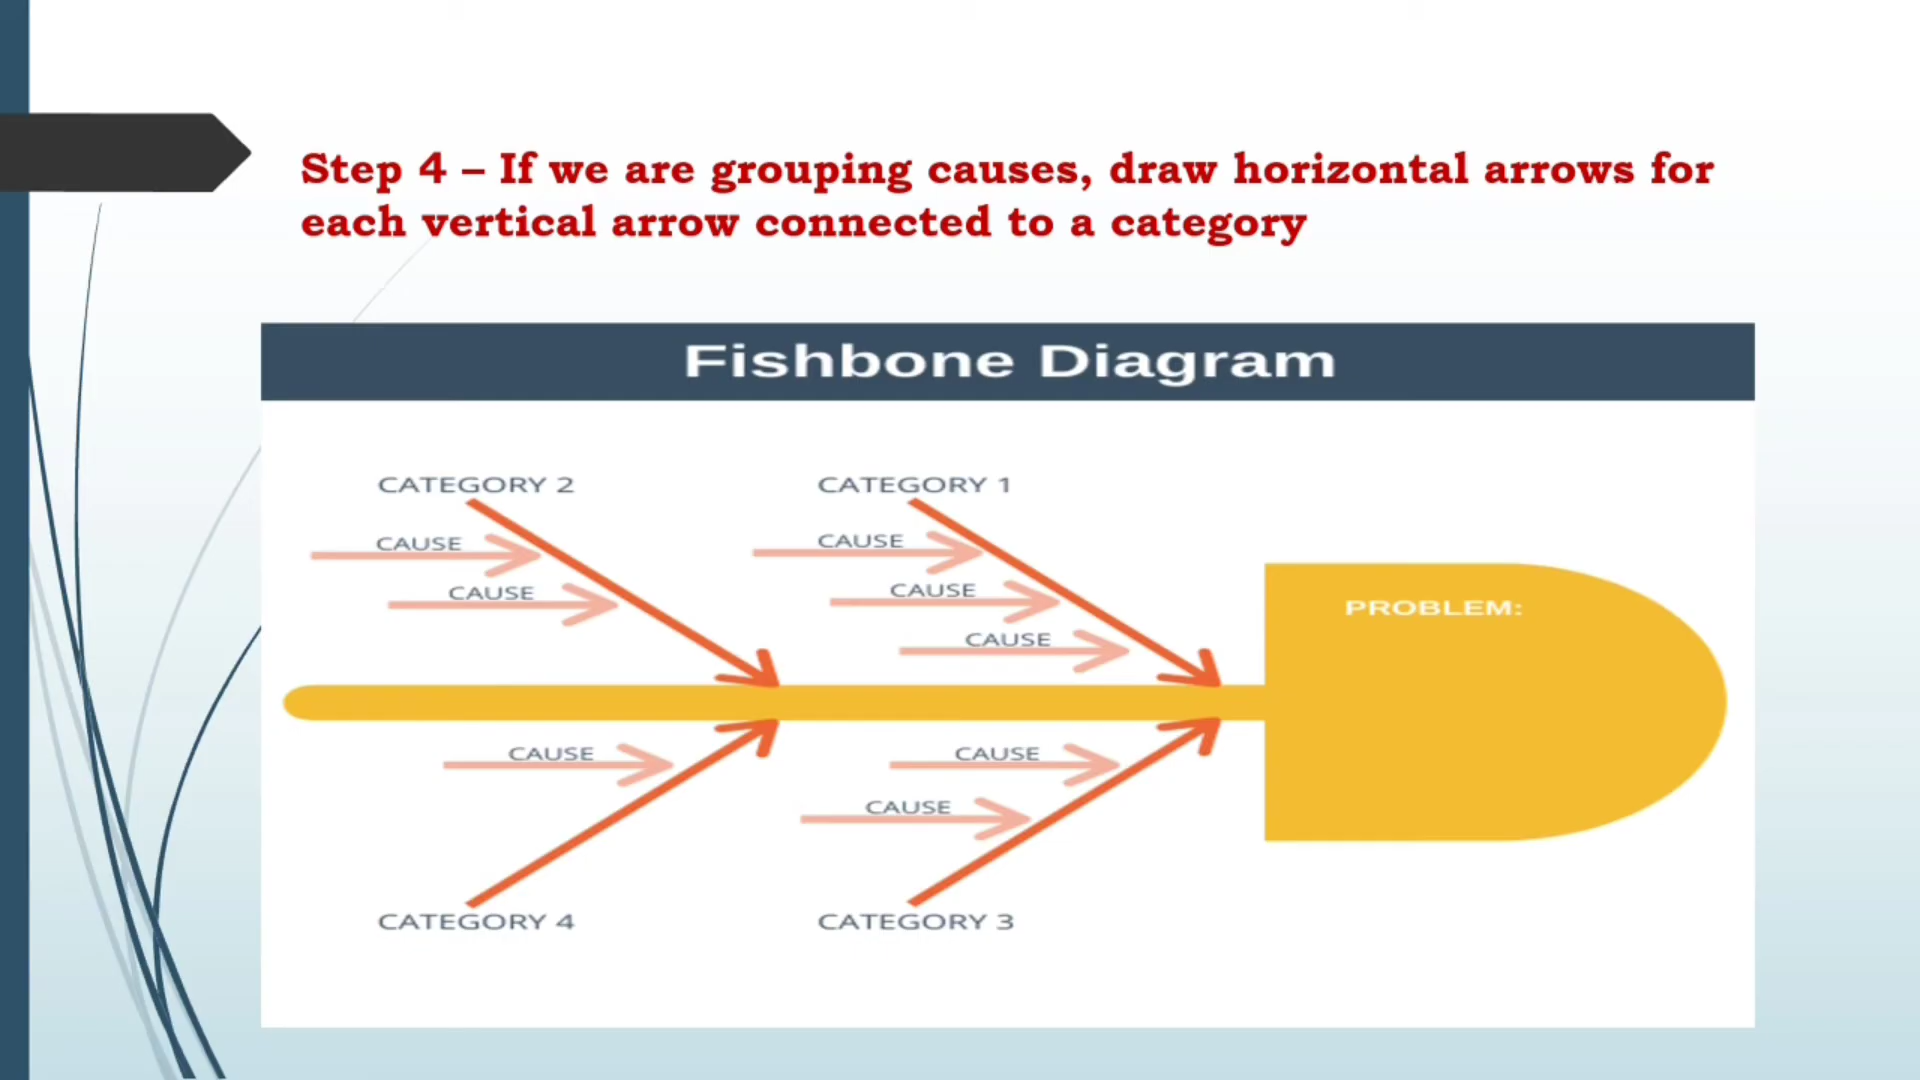 Step 4 – If we are grouping causes, draw horizontal arrows for
each vertical arrow connected to a category
Fishbone Diagram
CATEGORY 2
CATEGORY 1
CAUSE
CAUSE
CAUSE
CAUSE
CAUSE
PROBLEM:
CAUSE
CAUSE
CAUSE
CATEGORY 4
CATEGORY 3